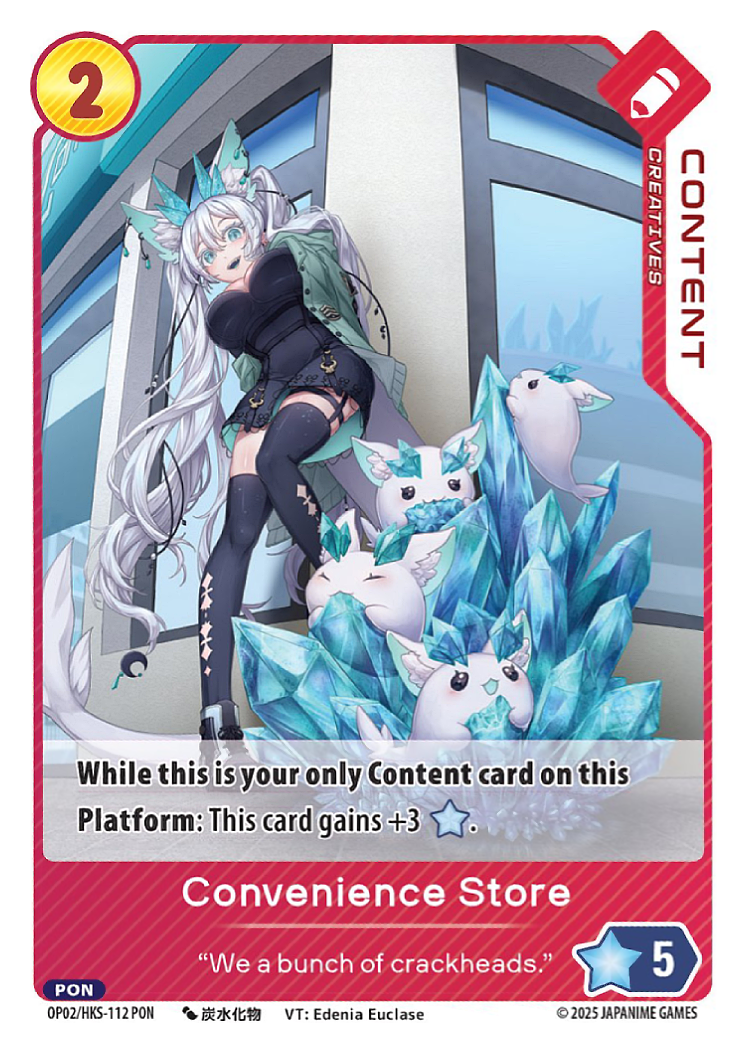 2
CONTENT
CREATIVES
While this is your only Content card on this
Platform: This card gains +3 .
Convenience Store
“We a bunch of crackheads.”
5
PON
OP02/HKS-112 PON 炭水化物 VT: Edenia Euclase © 2025 JAPANIME GAMES